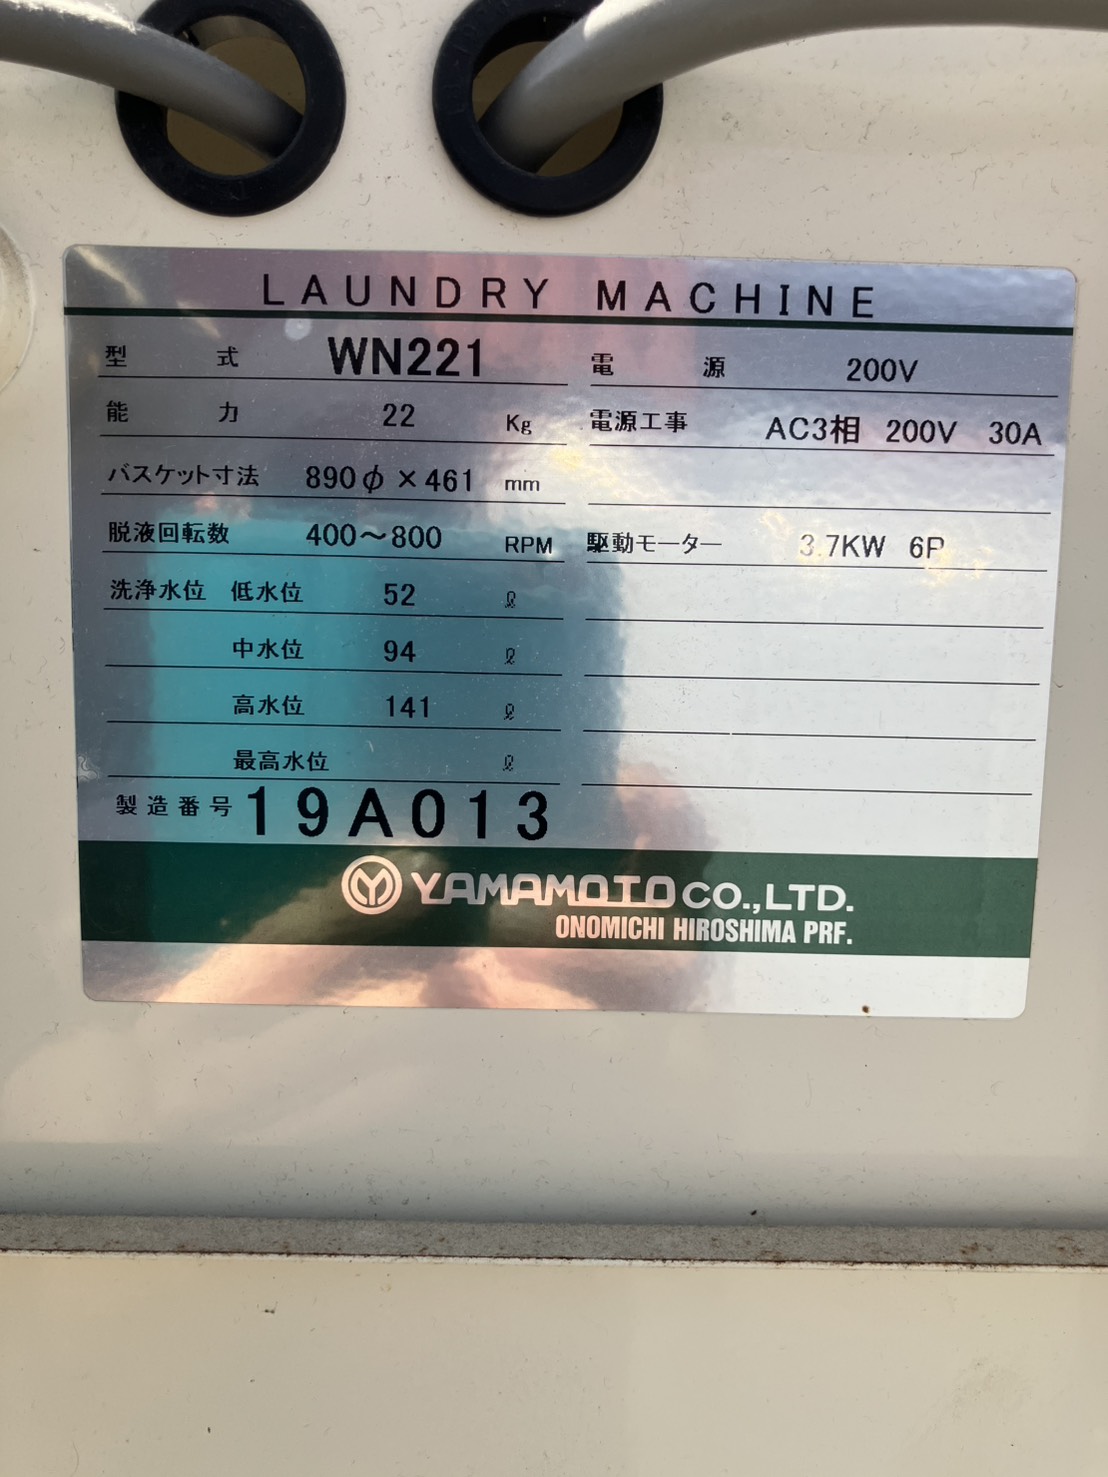 LAUNDRY MACHINE
型式 WN221
能力 22 Kg
バスケット寸法 890φ×461 mm
脱液回転数 400～800 RPM
洗浄水位 低水位 52 ℓ
中水位 94 ℓ
高水位 141 ℓ
最高水位 ℓ
製造番号 19A013
電源 200V
電源工事 AC3相 200V 30A
駆動モーター 3.7KW 6P
YAMAMOTO CO.,LTD.
ONOMICHI HIROSHIMA PRF.